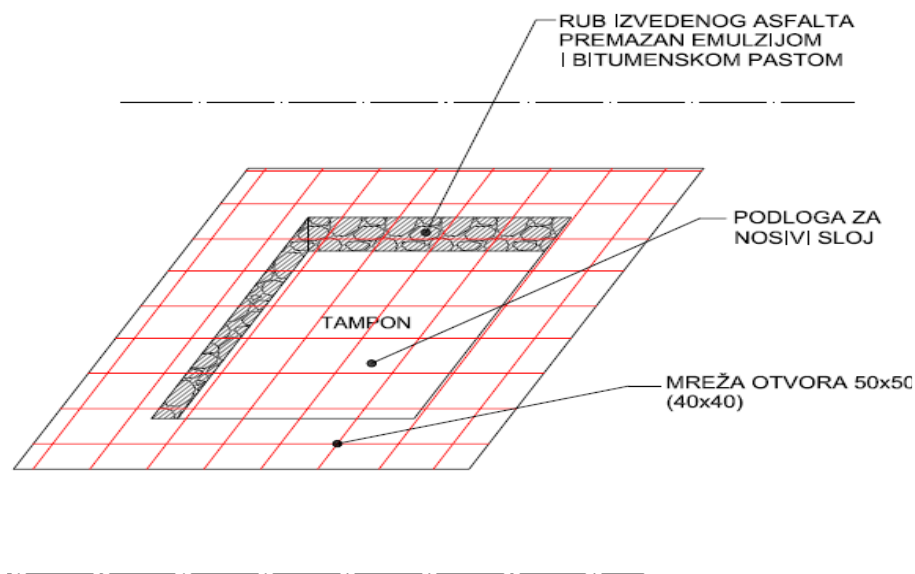 RUB IZVEDENOG ASFALTA
PREMAZAN EMULZIJOM
I BITUMENSKOM PASTOM
PODLOGA ZA
NOSIVI SLOJ
TAMPON
MREŽA OTVORA 50x50
(40x40)